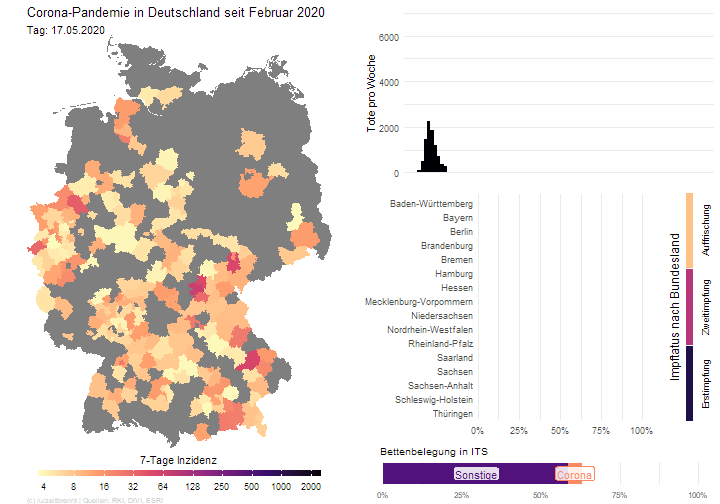 Corona-Pandemie in Deutschland seit Februar 2020
Tag: 17.05.2020
7-Tage Inzidenz
4 8 16 32 64 128 256 504 1000 2000
Tote pro Woche
6000
4000
2000
0
Baden-Württemberg
Bayern
Berlin
Brandenburg
Bremen
Hamburg
Hessen
Mecklenburg-Vorpommern
Niedersachsen
Nordrhein-Westfalen
Rheinland-Pfalz
Saarland
Sachsen
Sachsen-Anhalt
Schleswig-Holstein
Thüringen
0% 25% 50% 75% 100%
Impfstatus nach Bundesland
Auffrischung
Zweitimpfung
Erstimpfung
Bettenbelegung in ITS
Sonstige Corona
0% 25% 50% 75% 100%
Quellen: RKI, DIVI, ESRI